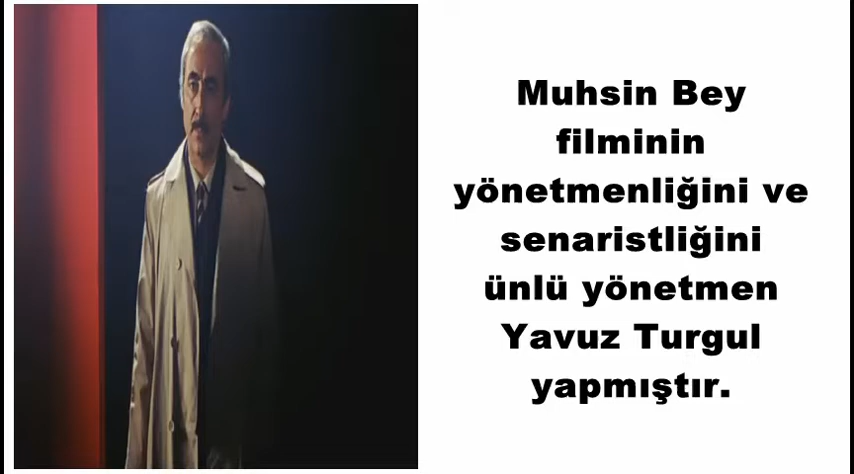 Muhsin Bey
filminin
yönetmenliğini ve
senaristliğini
ünlü yönetmen
Yavuz Turgul
yapmıştır.